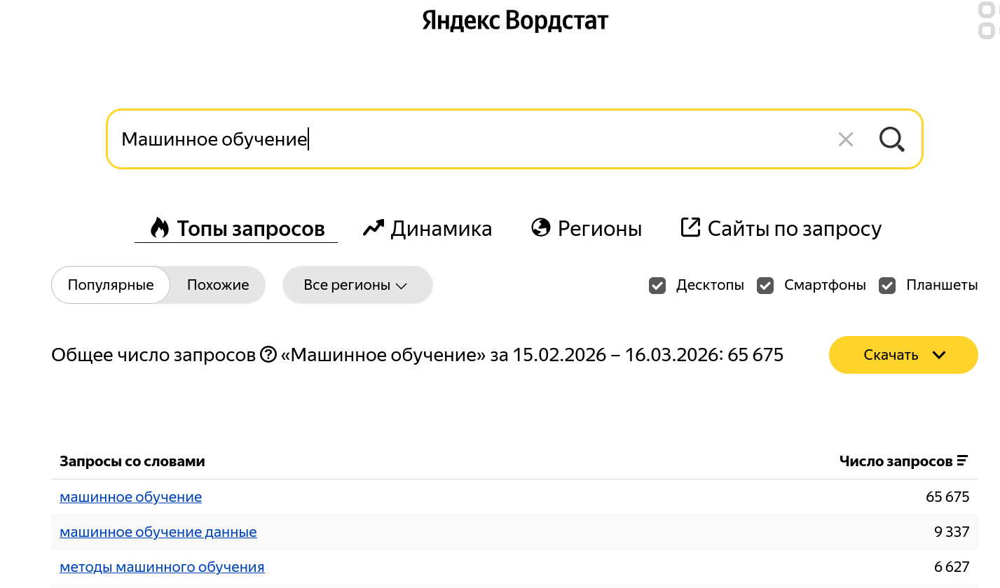 Яндекс Вордстат
Машинное обучение
Топы запросов Динамика Регионы Сайты по запросу
Популярные Похожие Все регионы Десктопы Смартфоны Планшеты
Общее число запросов «Машинное обучение» за 15.02.2026 – 16.03.2026: 65 675 Скачать
Запросы со словами Число запросов
машинное обучение 65 675
машинное обучение данные 9 337
методы машинного обучения 6 627